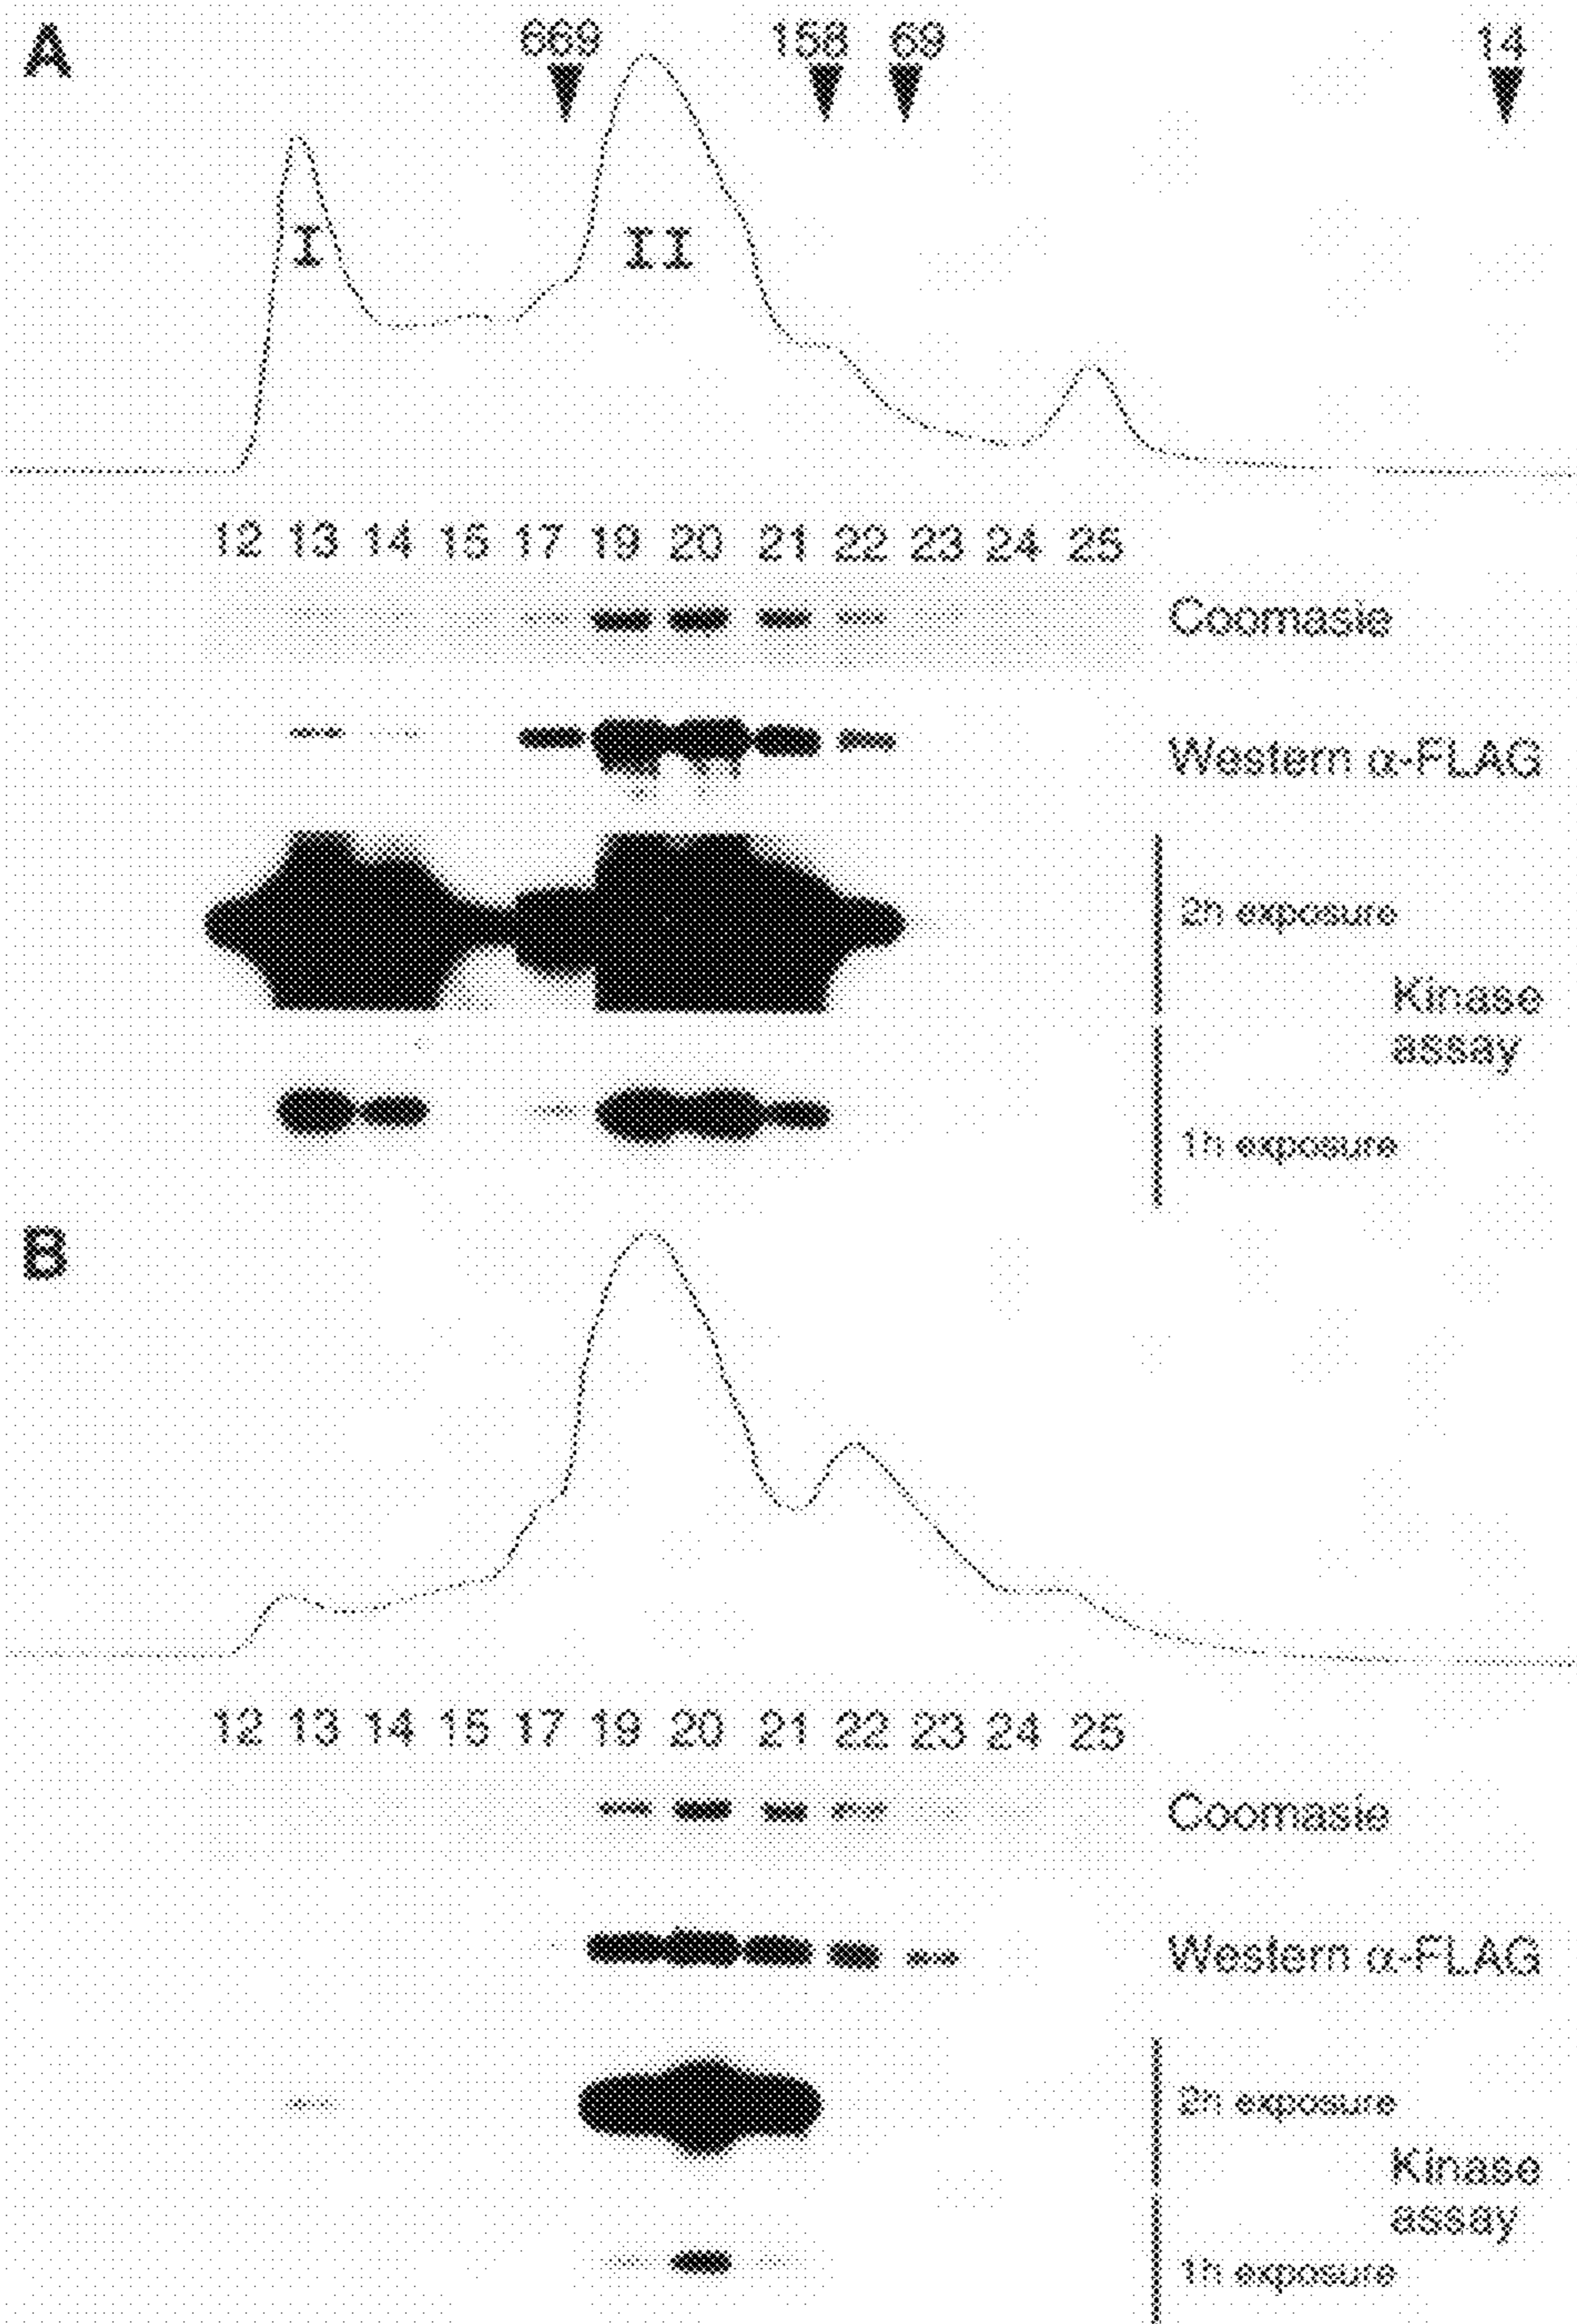 A
669 158 69 14
I II
12 13 14 15 17 19 20 21 22 23 24 25
Coomasie
Western α-FLAG
2h exposure
Kinase
assay
1h exposure
B
12 13 14 15 17 19 20 21 22 23 24 25
Coomasie
Western α-FLAG
2h exposure
Kinase
assay
1h exposure